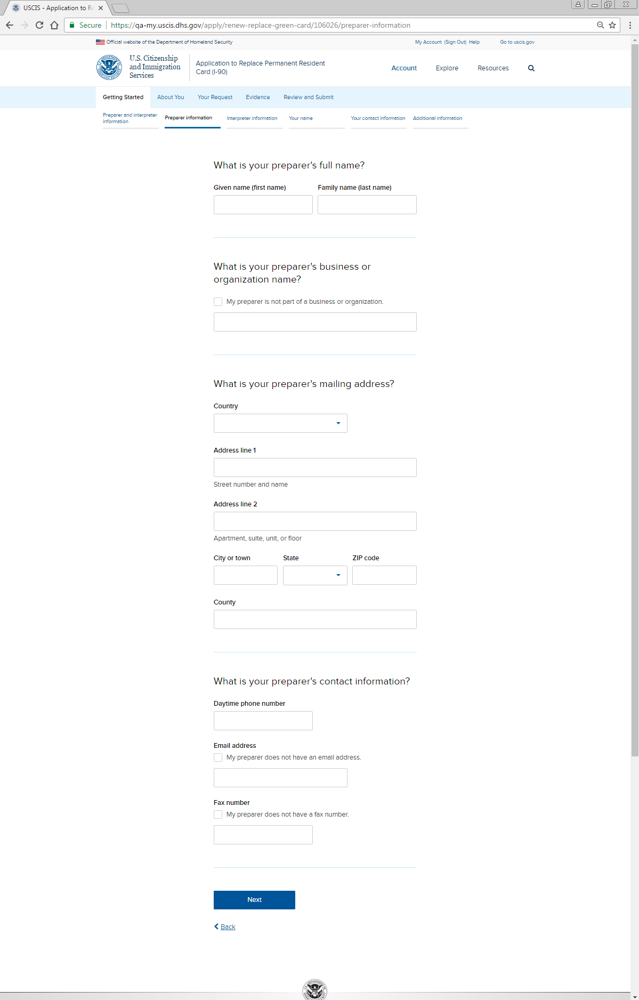 USCIS - Application to Re
Secure https://qa-my.uscis.dhs.gov/apply/renew-replace-green-card/106026/preparer-information
Official website of the Department of Homeland Security
My Account (Sign Out) Help Go to uscis.gov
U.S. Citizenship
and Immigration
Services
Application to Replace Permanent Resident
Card (I-90)
Account Explore Resources
Getting Started About You Your Request Evidence Review and Submit
Preparer and interpreter
information
Preparer information
Interpreter information
Your name
Your contact information
Additional information
What is your preparer's full name?
Given name (first name) Family name (last name)
What is your preparer's business or
organization name?
My preparer is not part of a business or organization.
What is your preparer's mailing address?
Country
Address line 1
Street number and name
Address line 2
Apartment, suite, unit, or floor
City or town State ZIP code
County
What is your preparer's contact information?
Daytime phone number
Email address
My preparer does not have an email address.
Fax number
My preparer does not have a fax number.
Next
Back